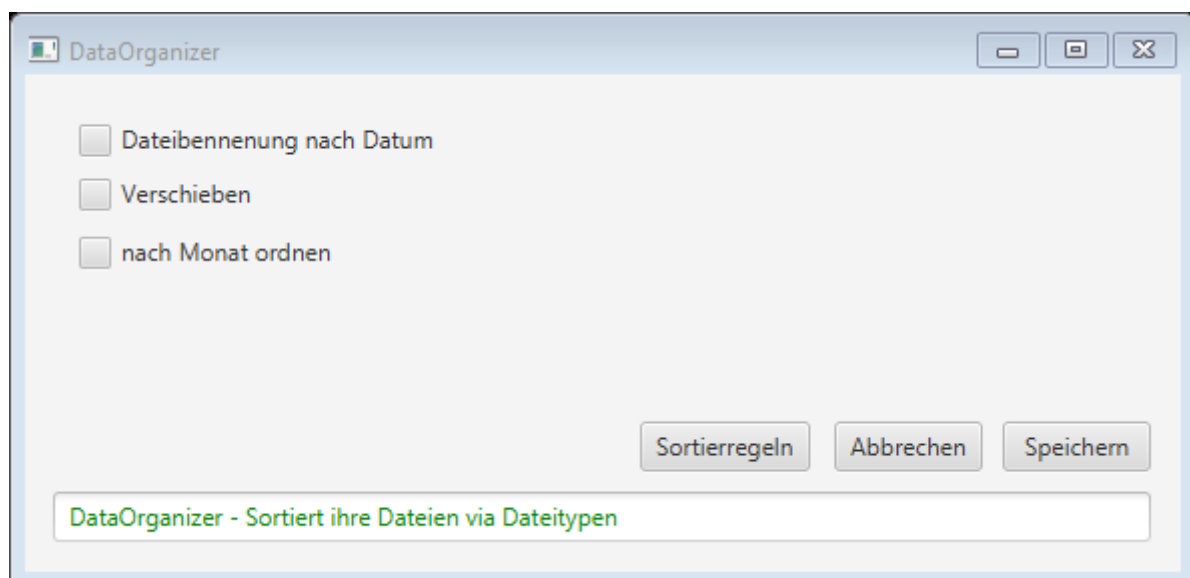 DataOrganizer
Dateibennenung nach Datum
Verschieben
nach Monat ordnen
Sortierregeln Abbrechen Speichern
DataOrganizer - Sortiert ihre Dateien via Dateitypen